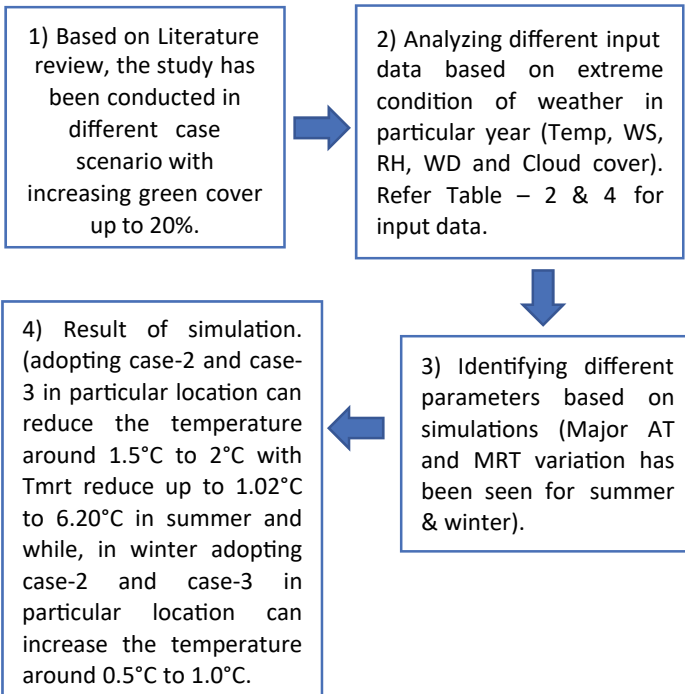 1) Based on Literature
review, the study has
been conducted in
different case
scenario with
increasing green cover
up to 20%.
2) Analyzing different input
data based on extreme
condition of weather in
particular year (Temp, WS,
RH, WD and Cloud cover).
Refer Table – 2 & 4 for
input data.
3) Identifying different
parameters based on
simulations (Major AT
and MRT variation has
been seen for summer
& winter).
4) Result of simulation.
(adopting case-2 and case-
3 in particular location can
reduce the temperature
around 1.5°C to 2°C with
Tmrt reduce up to 1.02°C
to 6.20°C in summer and
while, in winter adopting
case-2 and case-3 in
particular location can
increase the temperature
around 0.5°C to 1.0°C.